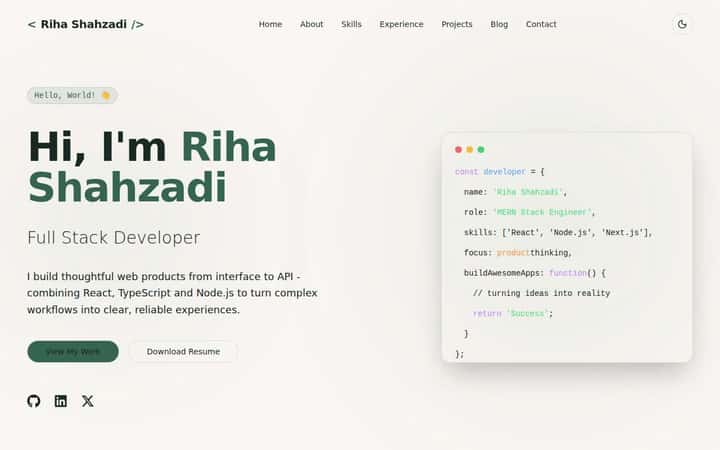 < Riha Shahzadi />
Home About Skills Experience Projects Blog Contact
Hello, World! 👋
Hi, I'm Riha
Shahzadi
Full Stack Developer
I build thoughtful web products from interface to API -
combining React, TypeScript and Node.js to turn complex
workflows into clear, reliable experiences.
View My Work Download Resume
const developer = {
name: 'Riha Shahzadi',
role: 'MERN Stack Engineer',
skills: ['React', 'Node.js', 'Next.js'],
focus: productthinking,
buildAwesomeApps: function() {
// turning ideas into reality
return 'Success';
}
};